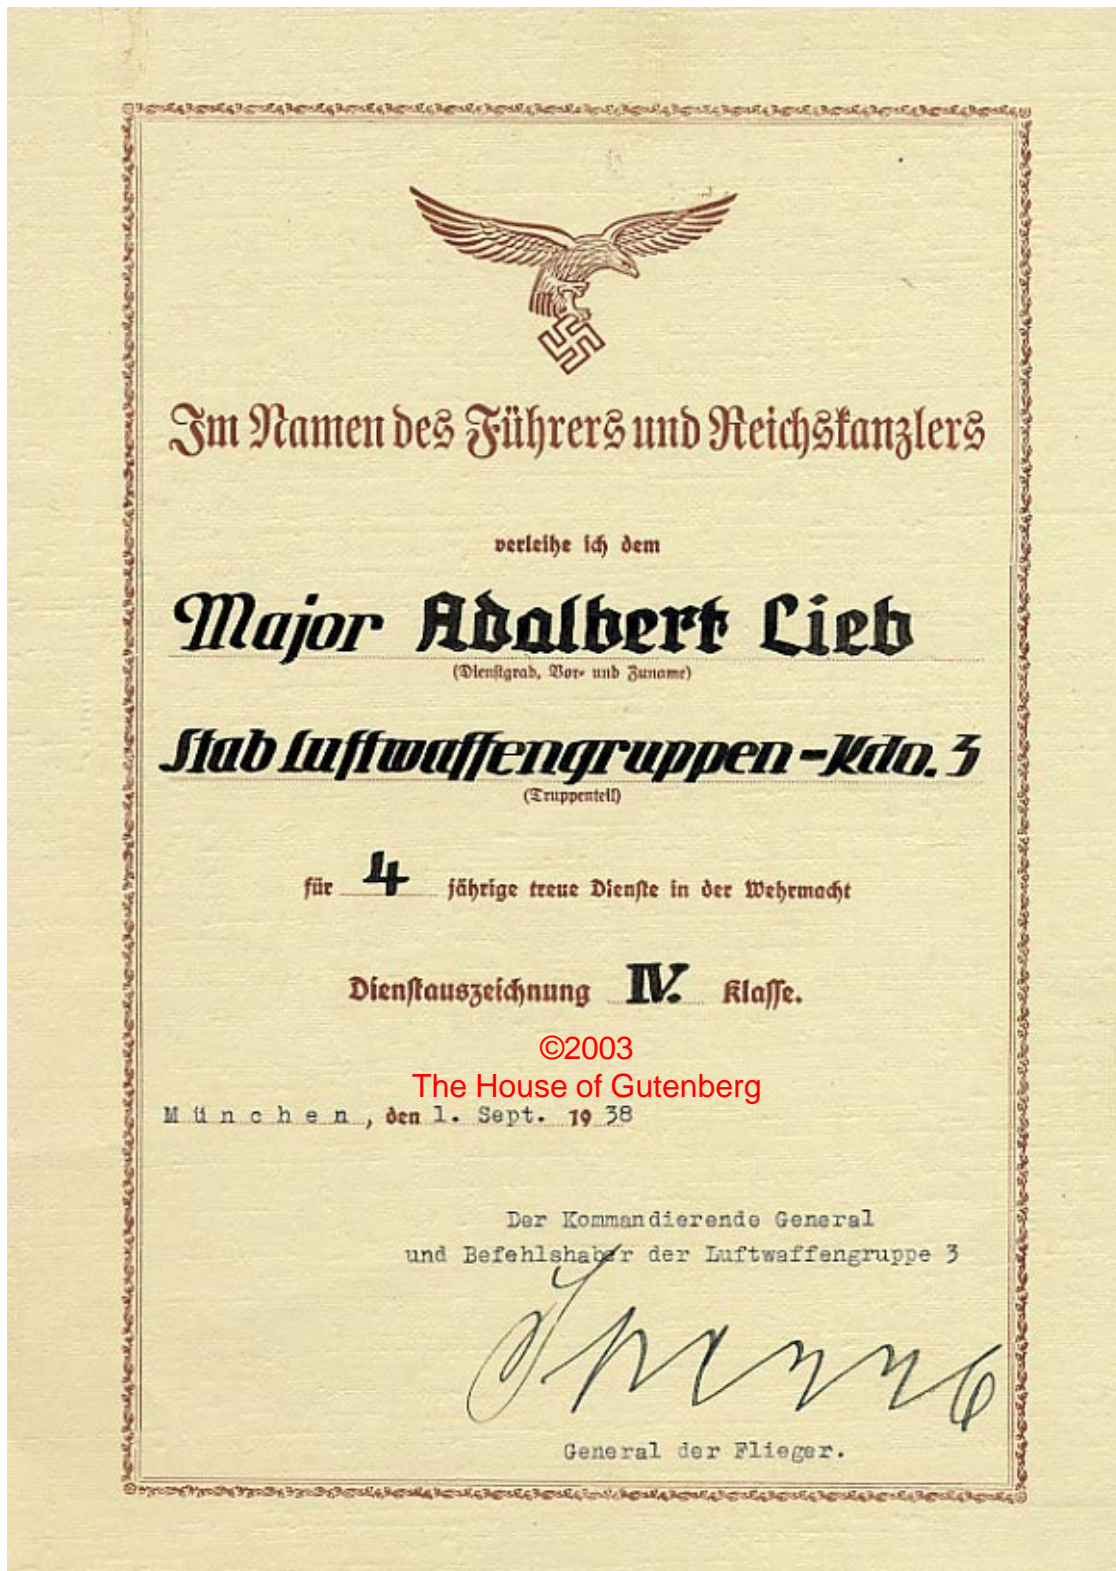 Im Namen des Führers und Reichskanzlers
verleihe ich dem
Major Adalbert Lieb
(Dienstgrad, Vor- und Zuname)
Stab Luftwaffengruppen-Kdo. 3
(Truppenteil)
für 4 jährige treue Dienste in der Wehrmacht
Dienstauszeichnung IV. Klasse.
©2003
The House of Gutenberg
München, den 1. Sept. 1938
Der Kommandierende General
und Befehlshaber der Luftwaffengruppe 3
General der Flieger.